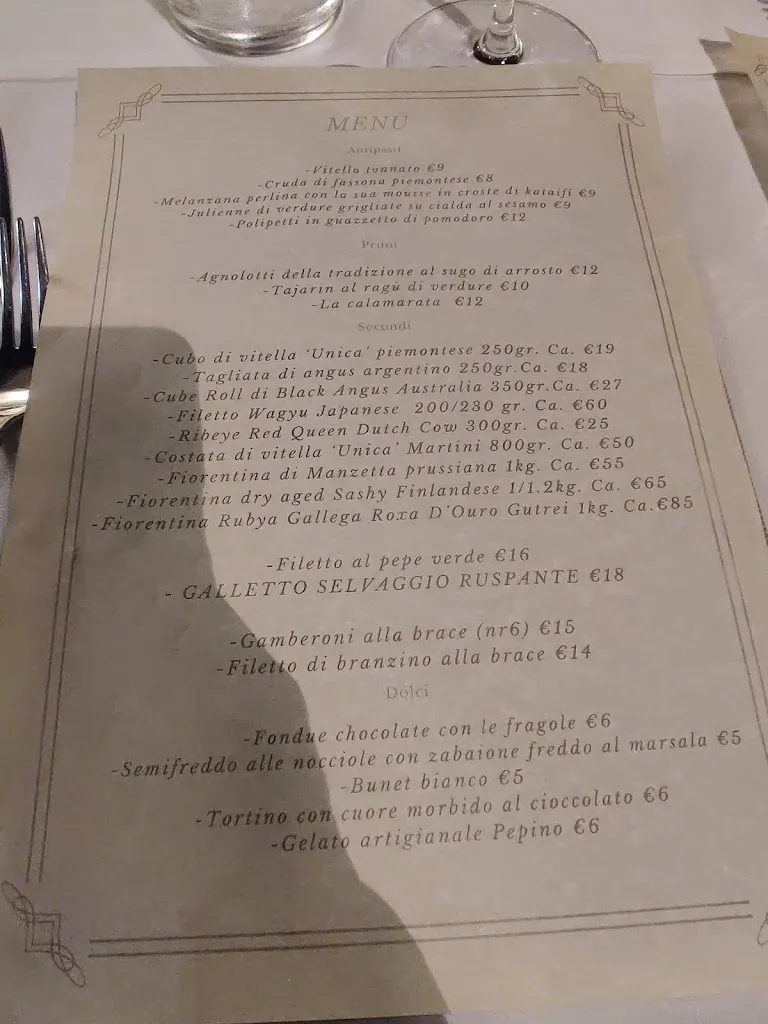 MENU
Antipasti
-Vitello tonnato €9
-Cruda di fassona piemontese €8
-Melanzana perlina con la sua mousse in croste di kataifi €9
-Julienne di verdure grigliate su cialda al sesamo €9
-Polipetti in guazzetto di pomodoro €12
Primi
-Agnolotti della tradizione al sugo di arrosto €12
-Tajarin al ragù di verdure €10
-La calamarata €12
Secondi
-Cubo di vitella ‘Unica’ piemontese 250gr. Ca. €19
-Tagliata di angus argentino 250gr.Ca. €18
-Cube Roll di Black Angus Australia 350gr.Ca. €27
-Filetto Wagyu Japanese 200/230 gr. Ca. €60
-Ribeye Red Queen Dutch Cow 300gr. Ca. €25
-Costata di vitella ‘Unica’ Martini 800gr. Ca. €50
-Fiorentina di Manzetta prussiana 1kg. Ca. €55
-Fiorentina dry aged Sashy Finlandese 1/1.2kg. Ca. €65
-Fiorentina Rubya Gallega Roxa D'Ouro Gutrei 1kg. Ca.€85
-Filetto al pepe verde €16
- GALLETTO SELVAGGIO RUSPANTE €18
-Gamberoni alla brace (nr6) €15
-Filetto di branzino alla brace €14
Dolci
-Fondue chocolate con le fragole €6
-Semifreddo alle nocciole con zabaione freddo al marsala €5
-Bunet bianco €5
-Tortino con cuore morbido al cioccolato €6
-Gelato artigianale Pepino €6